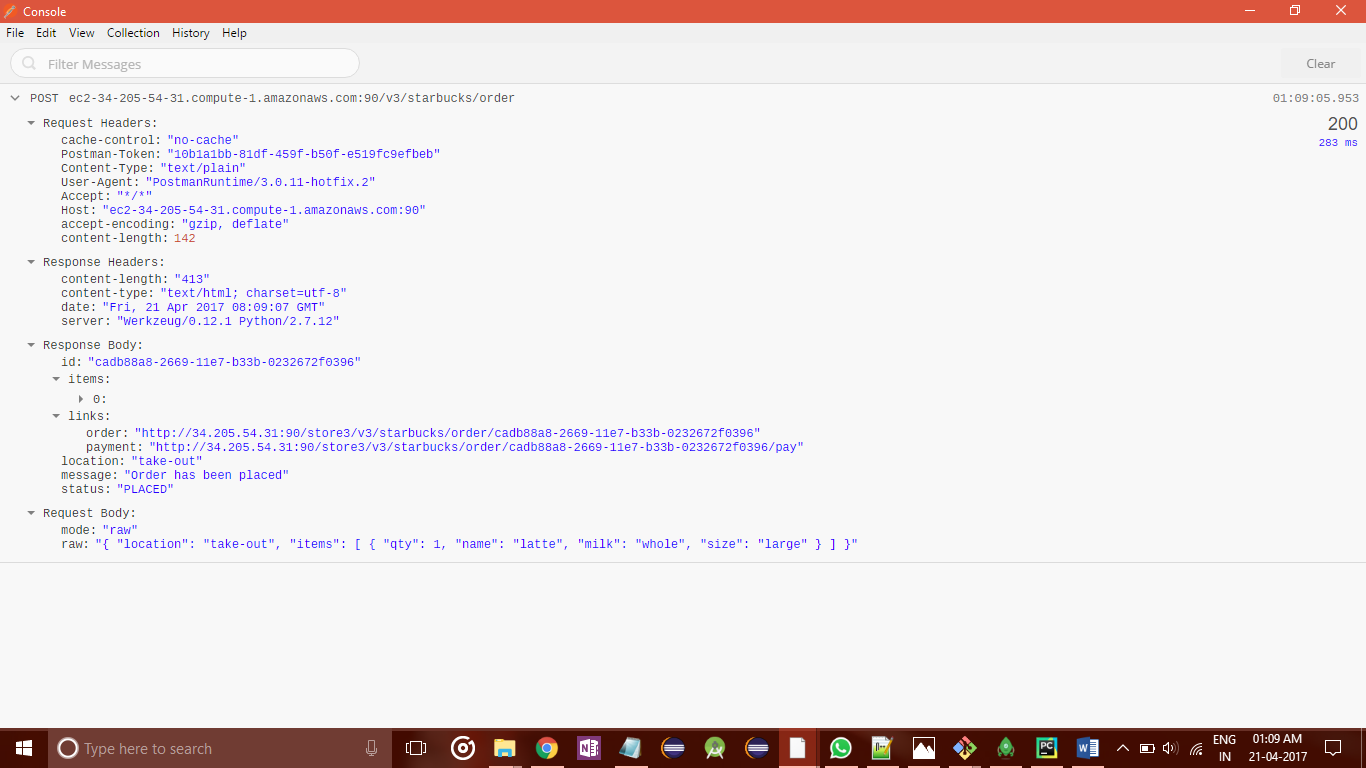 Console
File Edit View Collection History Help
Filter Messages
Clear
POST ec2-34-205-54-31.compute-1.amazonaws.com:90/v3/starbucks/order
01:09:05.953
Request Headers:
200
cache-control: "no-cache"
283 ms
Postman-Token: "10b1a1bb-81df-459f-b50f-e519fc9efbeb"
Content-Type: "text/plain"
User-Agent: "PostmanRuntime/3.0.11-hotfix.2"
Accept: "*/*"
Host: "ec2-34-205-54-31.compute-1.amazonaws.com:90"
accept-encoding: "gzip, deflate"
content-length: 142
Response Headers:
content-length: "413"
content-type: "text/html; charset=utf-8"
date: "Fri, 21 Apr 2017 08:09:07 GMT"
server: "Werkzeug/0.12.1 Python/2.7.12"
Response Body:
id: "cadb88a8-2669-11e7-b33b-0232672f0396"
items:
0:
links:
order: "http://34.205.54.31:90/store3/v3/starbucks/order/cadb88a8-2669-11e7-b33b-0232672f0396"
payment: "http://34.205.54.31:90/store3/v3/starbucks/order/cadb88a8-2669-11e7-b33b-0232672f0396/pay"
location: "take-out"
message: "Order has been placed"
status: "PLACED"
Request Body:
mode: "raw"
raw: "{ "location": "take-out", "items": [ { "qty": 1, "name": "latte", "milk": "whole", "size": "large" } ] }"
Type here to search
ENG
IN
01:09 AM
21-04-2017